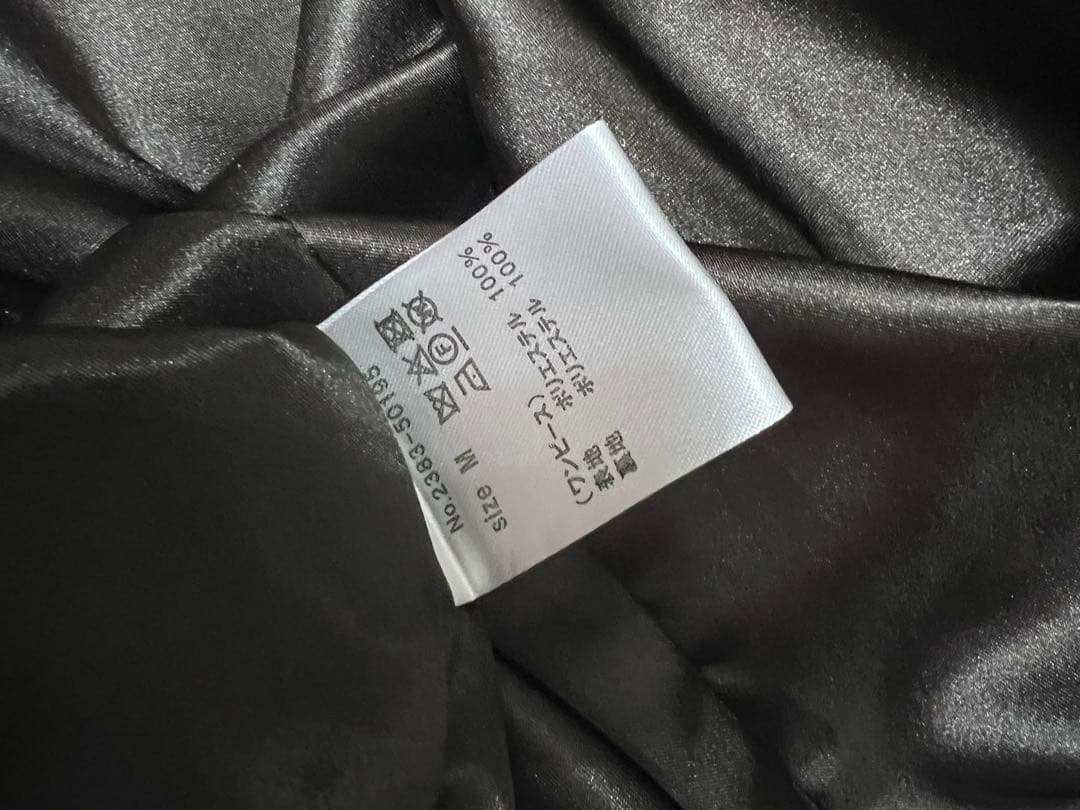 No.2383-50195
size M
(ワンピース)
表地 ポリエステル 100%
裏地 ポリエステル 100%